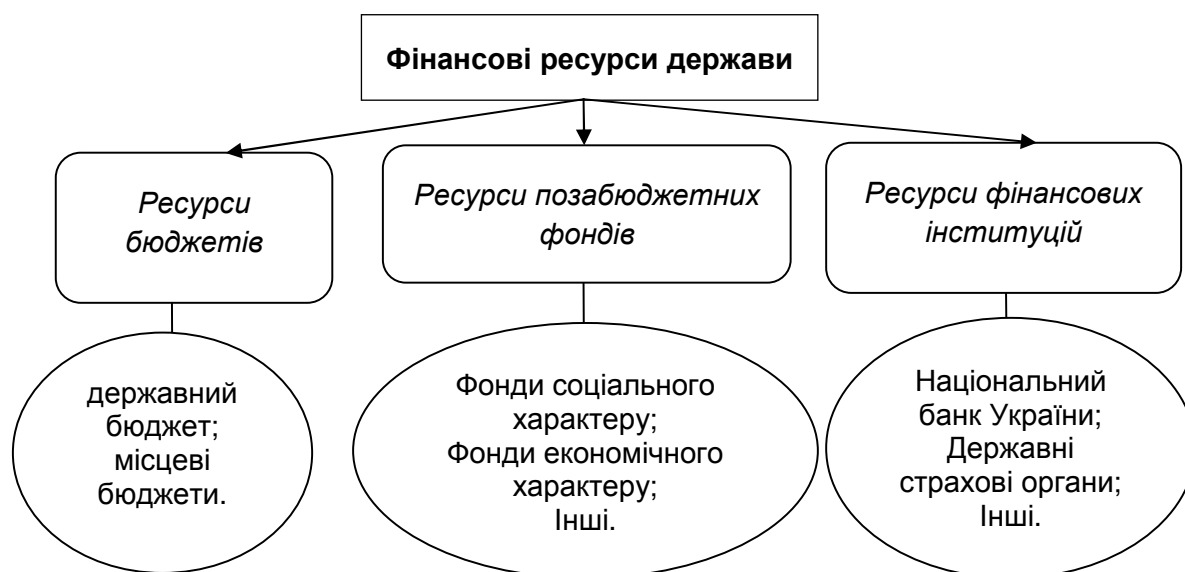 Фінансові ресурси держави
Ресурси
бюджетів
Ресурси позабюджетних
фондів
Ресурси фінансових
інституцій
державний
бюджет;
місцеві
бюджети.
Фонди соціального
характеру;
Фонди економічного
характеру;
Інші.
Національний
банк України;
Державні
страхові органи;
Інші.